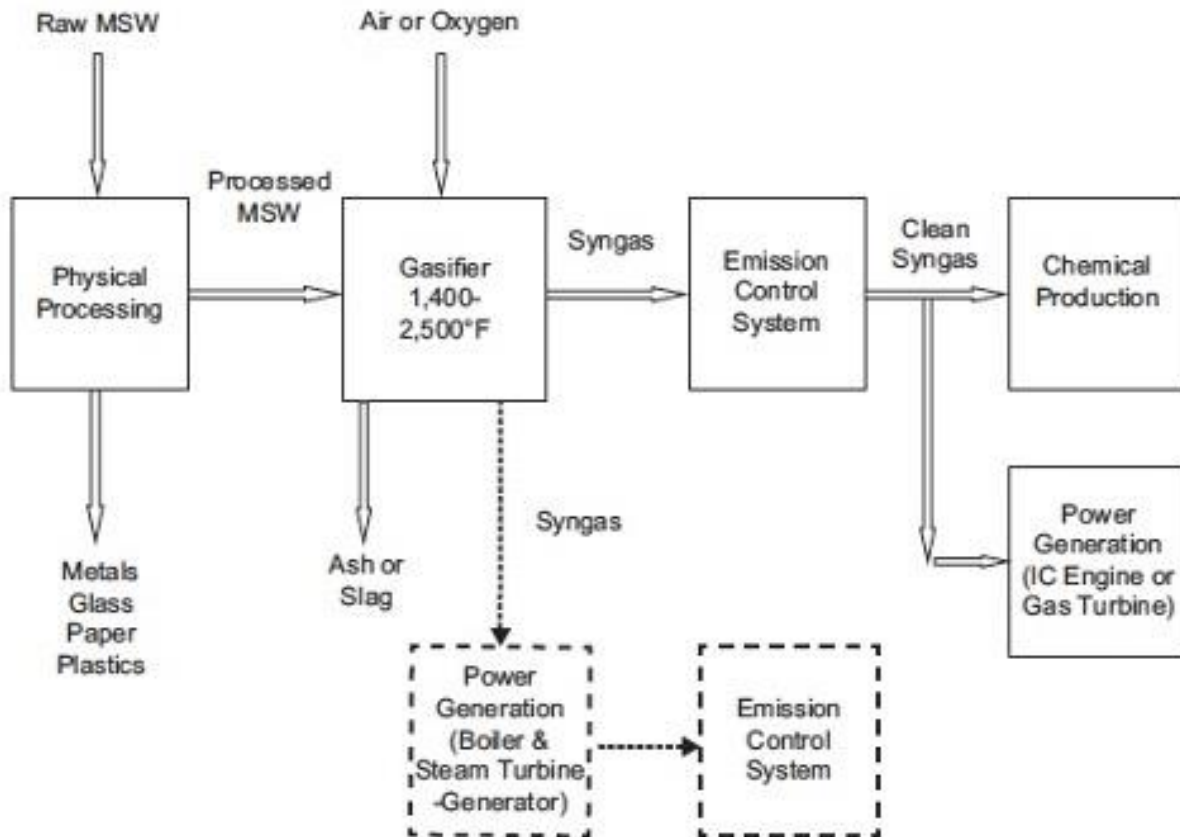 Raw MSW
Air or Oxygen
Processed
MSW
Physical
Processing
Gasifier
1,400-
2,500°F
Syngas
Emission
Control
System
Clean
Syngas
Chemical
Production
Metals
Glass
Paper
Plastics
Ash or
Slag
Syngas
Power
Generation
(IC Engine or
Gas Turbine)
Power
Generation
(Boiler &
Steam Turbine
-Generator)
Emission
Control
System